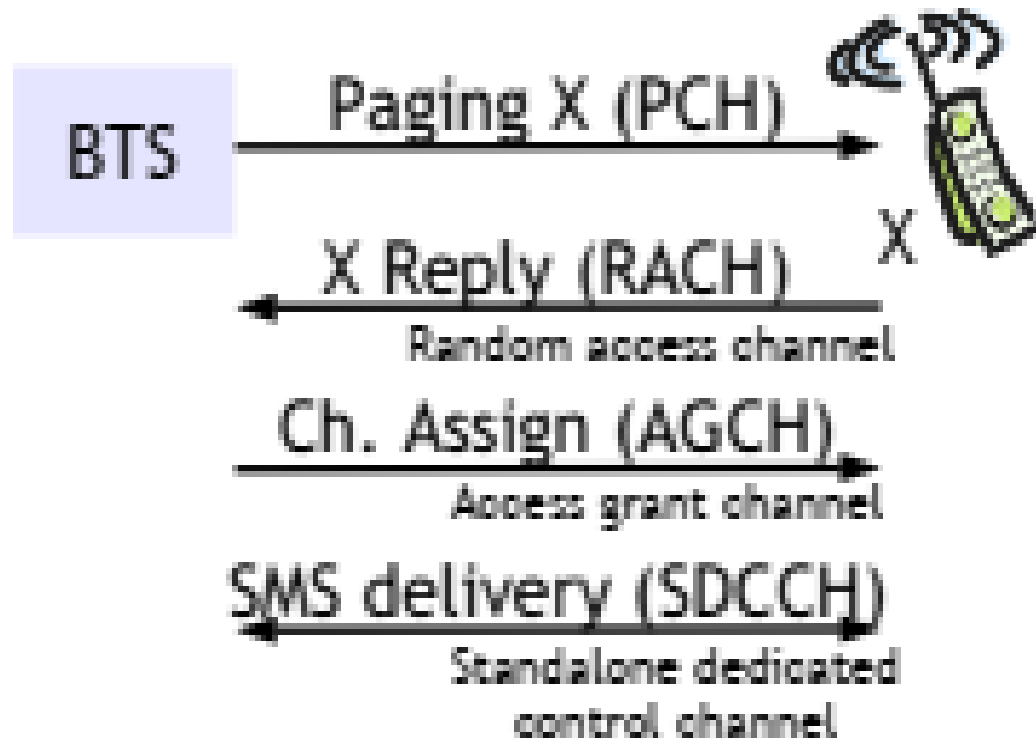 BTS
Paging X (PCH)
X
X Reply (RACH)
Random access channel
Ch. Assign (AGCH)
Access grant channel
SMS delivery (SDCCH)
Standalone dedicated
control channel